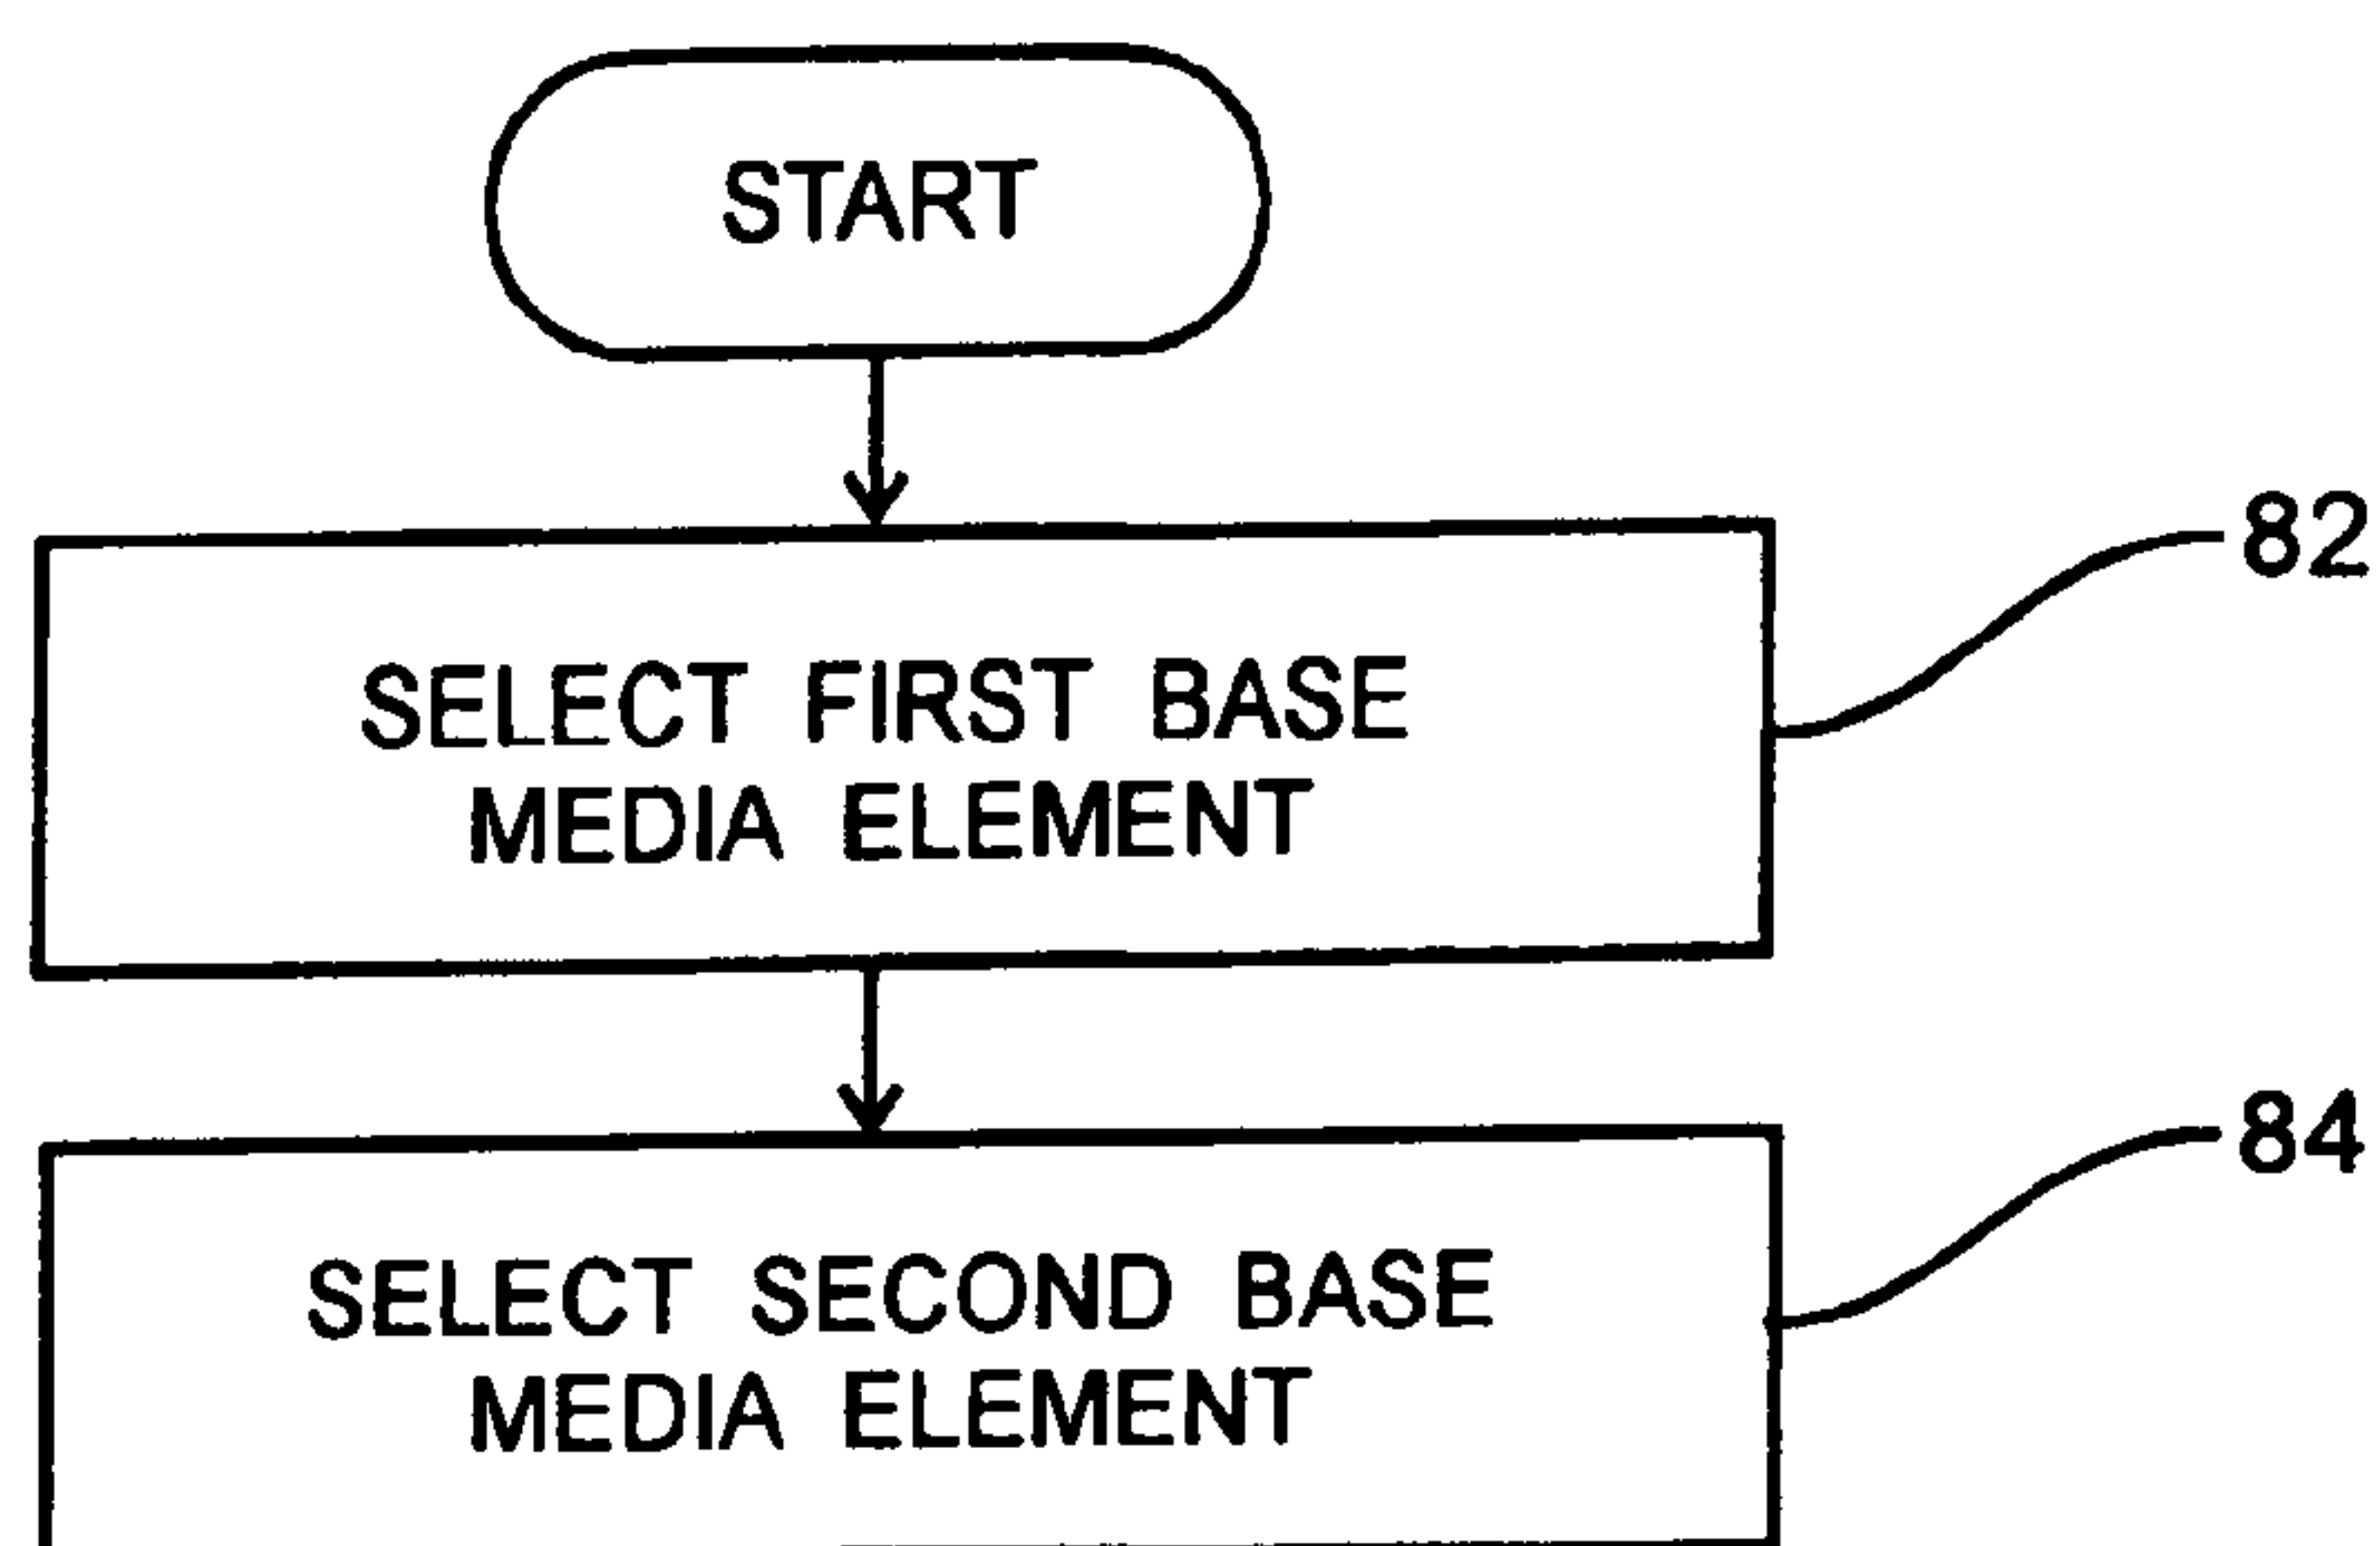 START
82
SELECT FIRST BASE
MEDIA ELEMENT
84
SELECT SECOND BASE
MEDIA ELEMENT